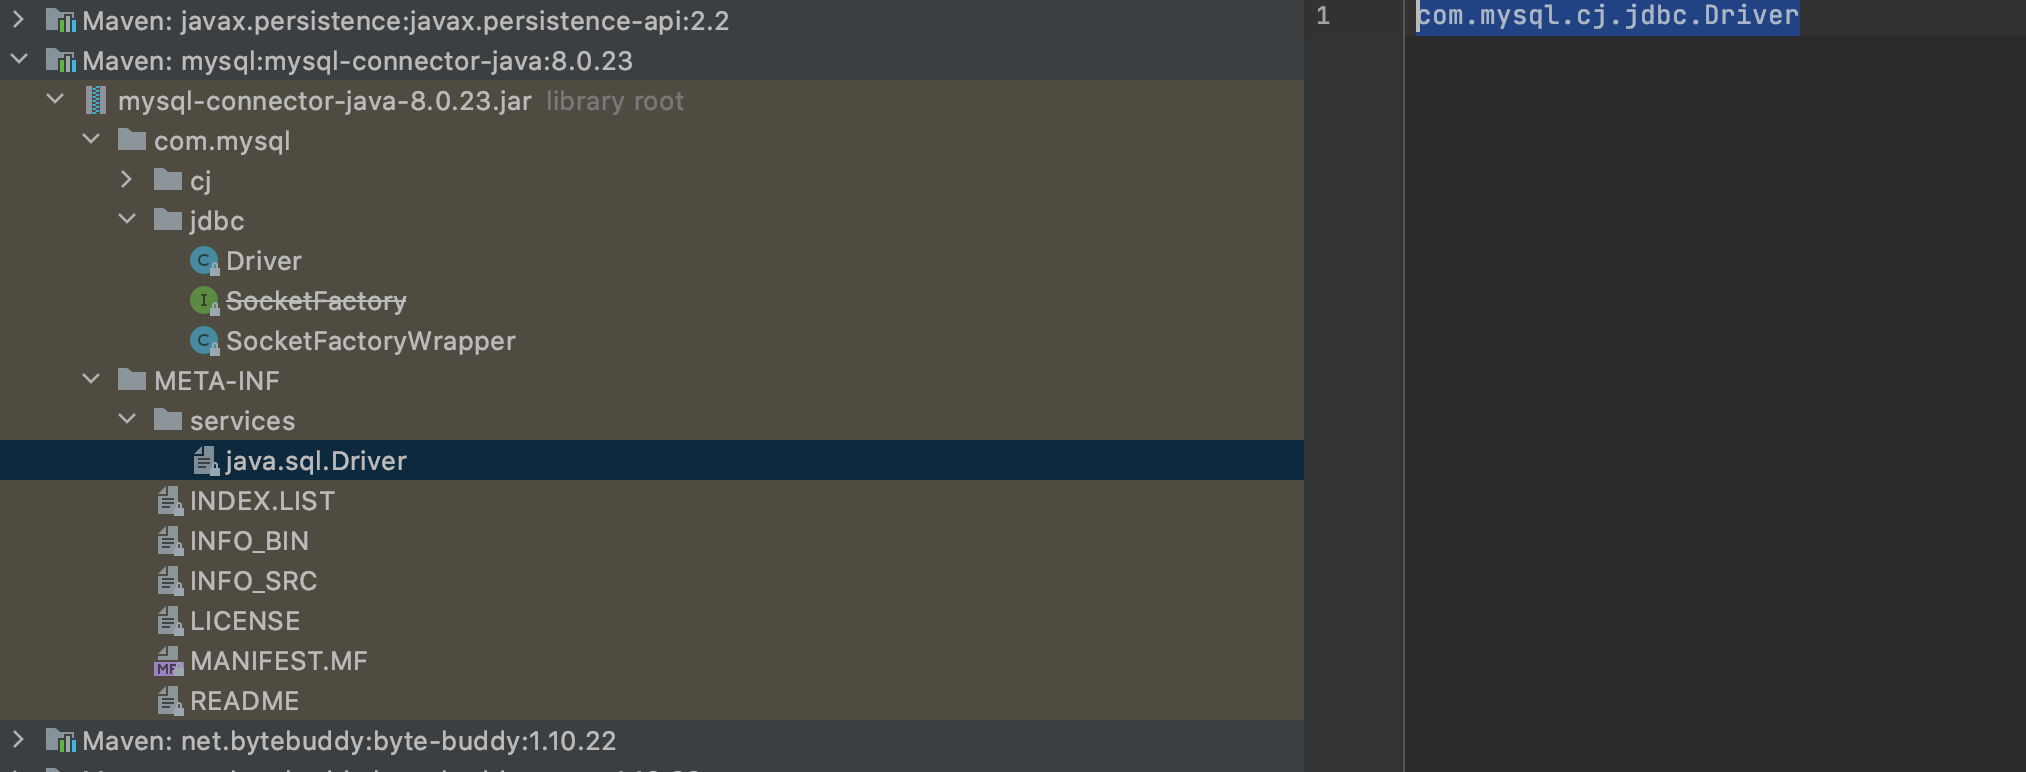 Maven: javax.persistence:javax.persistence-api:2.2
Maven: mysql:mysql-connector-java:8.0.23
mysql-connector-java-8.0.23.jar library root
com.mysql
cj
jdbc
C Driver
I SocketFactory
C SocketFactoryWrapper
META-INF
services
java.sql.Driver
INDEX.LIST
INFO_BIN
INFO_SRC
LICENSE
MF MANIFEST.MF
README
Maven: net.bytebuddy:byte-buddy:1.10.22
1 com.mysql.cj.jdbc.Driver